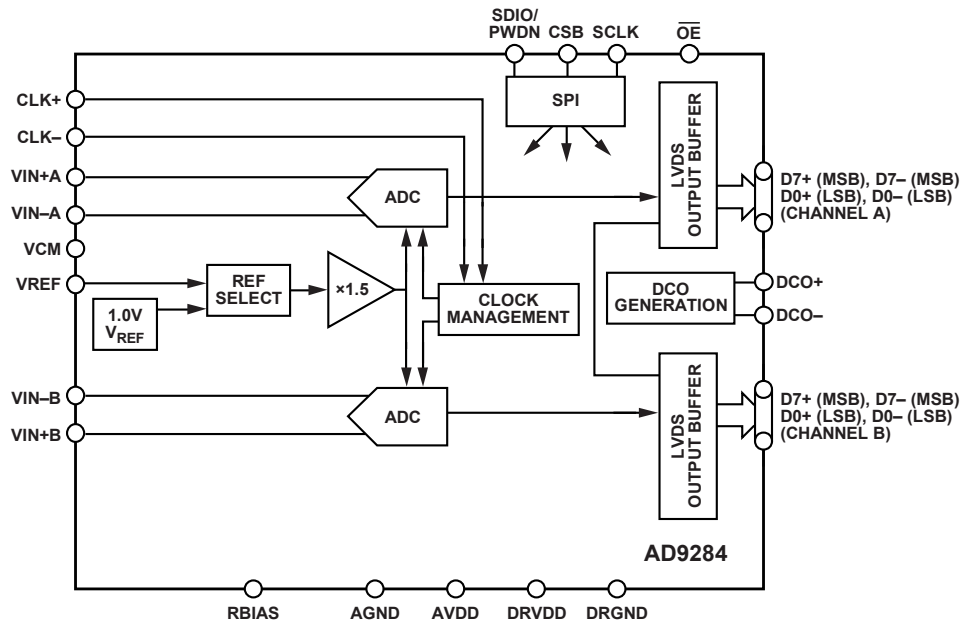 SDIO/
PWDN
CSB
SCLK
OE
CLK+
CLK–
VIN+A
VIN–A
VCM
VREF
VIN–B
VIN+B
SPI
ADC
REF
SELECT
1.0V
VREF
×1.5
CLOCK
MANAGEMENT
ADC
LVDS
OUTPUT BUFFER
DCO
GENERATION
LVDS
OUTPUT BUFFER
D7+ (MSB), D7– (MSB)
D0+ (LSB), D0– (LSB)
(CHANNEL A)
DCO+
DCO–
D7+ (MSB), D7– (MSB)
D0+ (LSB), D0– (LSB)
(CHANNEL B)
AD9284
RBIAS
AGND
AVDD
DRVDD
DRGND